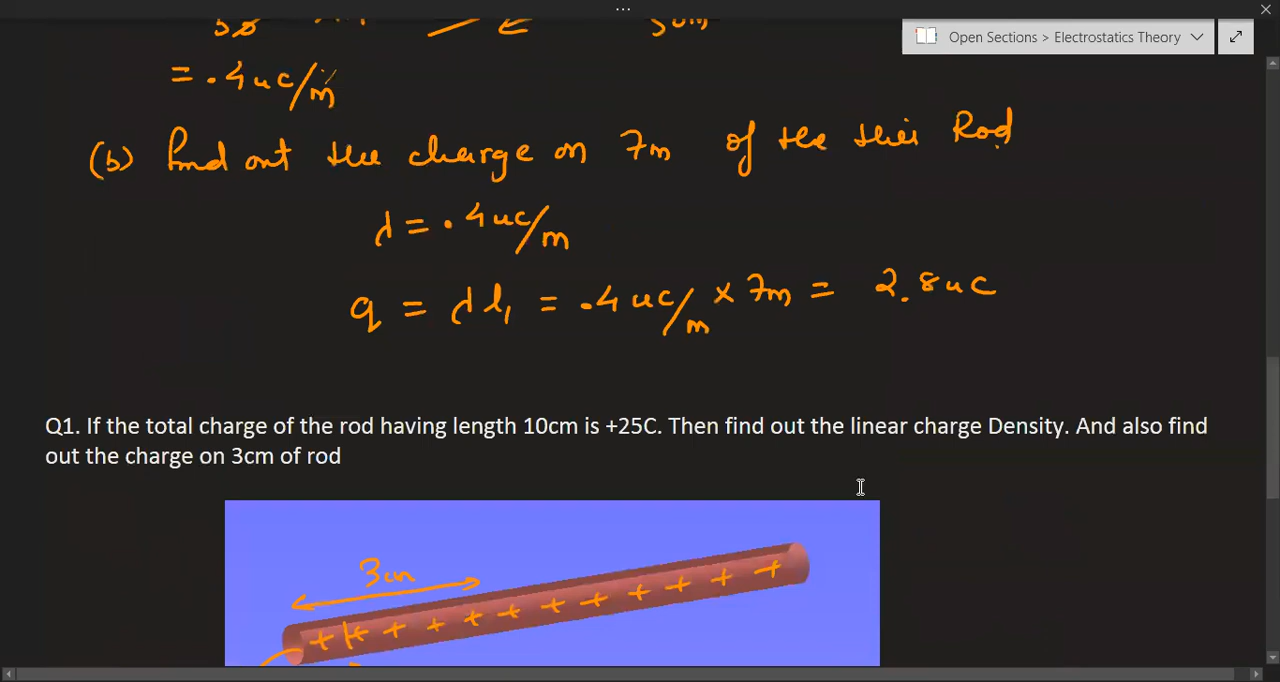 Open Sections > Electrostatics Theory
= .4uc/m
(b) Find out the charge on 7m of the this Rod
λ = .4uc/m
q = λl₁ = .4uc/m × 7m = 2.8uc
Q1. If the total charge of the rod having length 10cm is +25C. Then find out the linear charge Density. And also find
out the charge on 3cm of rod
3cm
+ + + + + + + + + + +